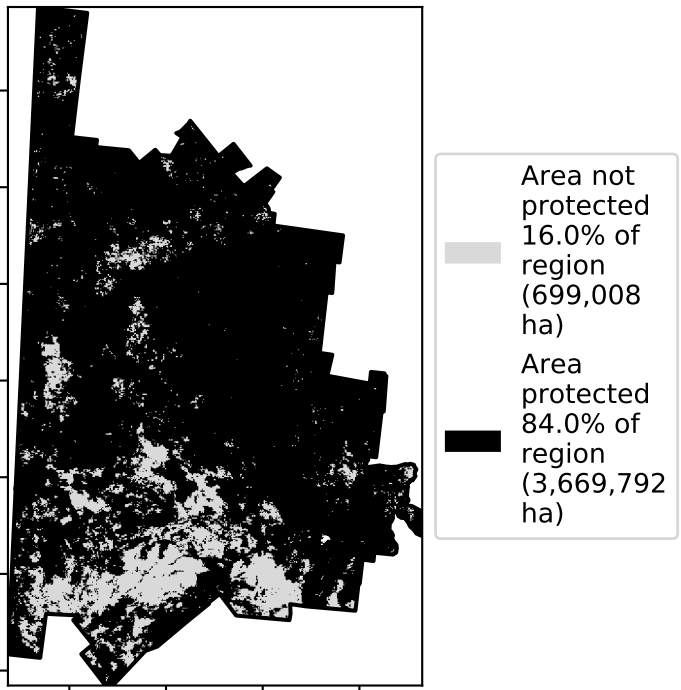 Area not
protected
16.0% of
region
(699,008
ha)
Area
protected
84.0% of
region
(3,669,792
ha)